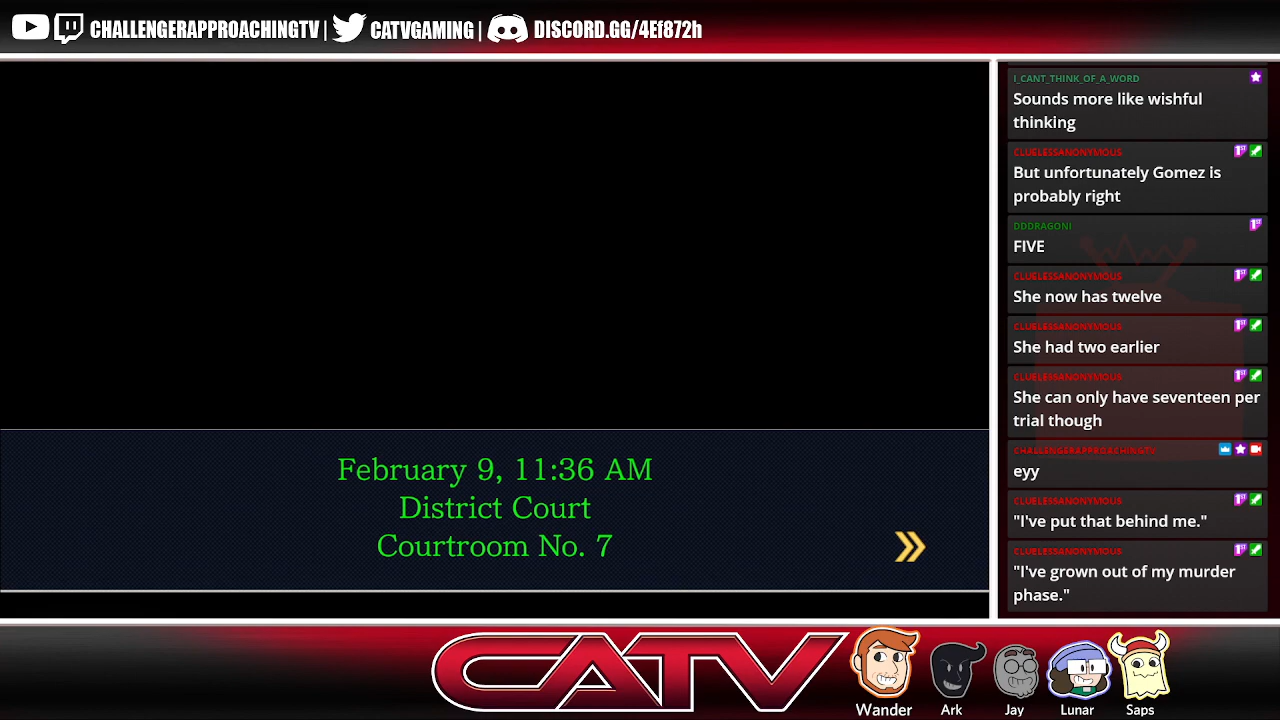 CHALLENGERAPPROACHINGTV | CATVGAMING | DISCORD.GG/4Ef872h
I_CANT_THINK_OF_A_WORD
Sounds more like wishful
thinking
CLUELESSANONYMOUS
But unfortunately Gomez is
probably right
DDDRAGONI
FIVE
CLUELESSANONYMOUS
She now has twelve
CLUELESSANONYMOUS
She had two earlier
CLUELESSANONYMOUS
She can only have seventeen per
trial though
CHALLENGERAPPROACHINGTV
eyy
CLUELESSANONYMOUS
"I've put that behind me."
CLUELESSANONYMOUS
"I've grown out of my murder
phase."
February 9, 11:36 AM
District Court
Courtroom No. 7
CATV
Wander Ark Jay Lunar Saps